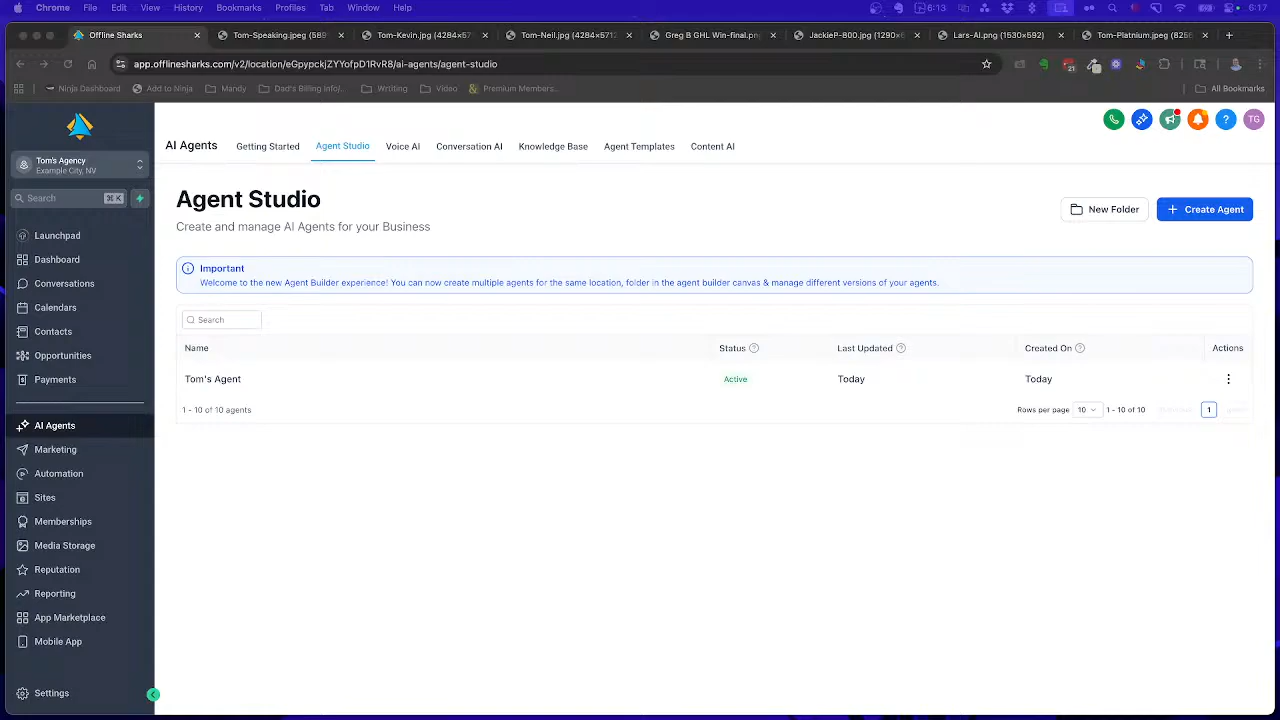 Chrome File Edit View History Bookmarks Profiles Tab Window Help 6:13 6:17
Offline Sharks Tom-Speaking.jpeg (589 Tom-Kevin.jpg (4284×57 Tom-Neil.jpg (4284×571 Greg B GHL Win-final.pn JackieP-800.jpg (1290× Lars-AI.png (1530×592) Tom-Platnium.jpeg (825
app.offlinesharks.com/v2/location/eGpypckjZYYofpD1RvR8/ai-agents/agent-studio
Ninja Dashboard Add to Ninja Mandy Dad's Billing Info/.. Writting Video Premium Members.. All Bookmarks
21
TG
AI Agents Getting Started Agent Studio Voice AI Conversation AI Knowledge Base Agent Templates Content AI
Tom's Agency
Example City, NV
Search ⌘K
Launchpad
Dashboard
Conversations
Calendars
Contacts
Opportunities
Payments
AI Agents
Marketing
Automation
Sites
Memberships
Media Storage
Reputation
Reporting
App Marketplace
Mobile App
Settings
Agent Studio
Create and manage AI Agents for your Business
New Folder
+ Create Agent
Important
Welcome to the new Agent Builder experience! You can now create multiple agents for the same location, folder in the agent builder canvas & manage different versions of your agents.
Search
Name Status Last Updated Created On Actions
Tom's Agent Active Today Today
1 - 10 of 10 agents Rows per page 10 1 - 10 of 10 1